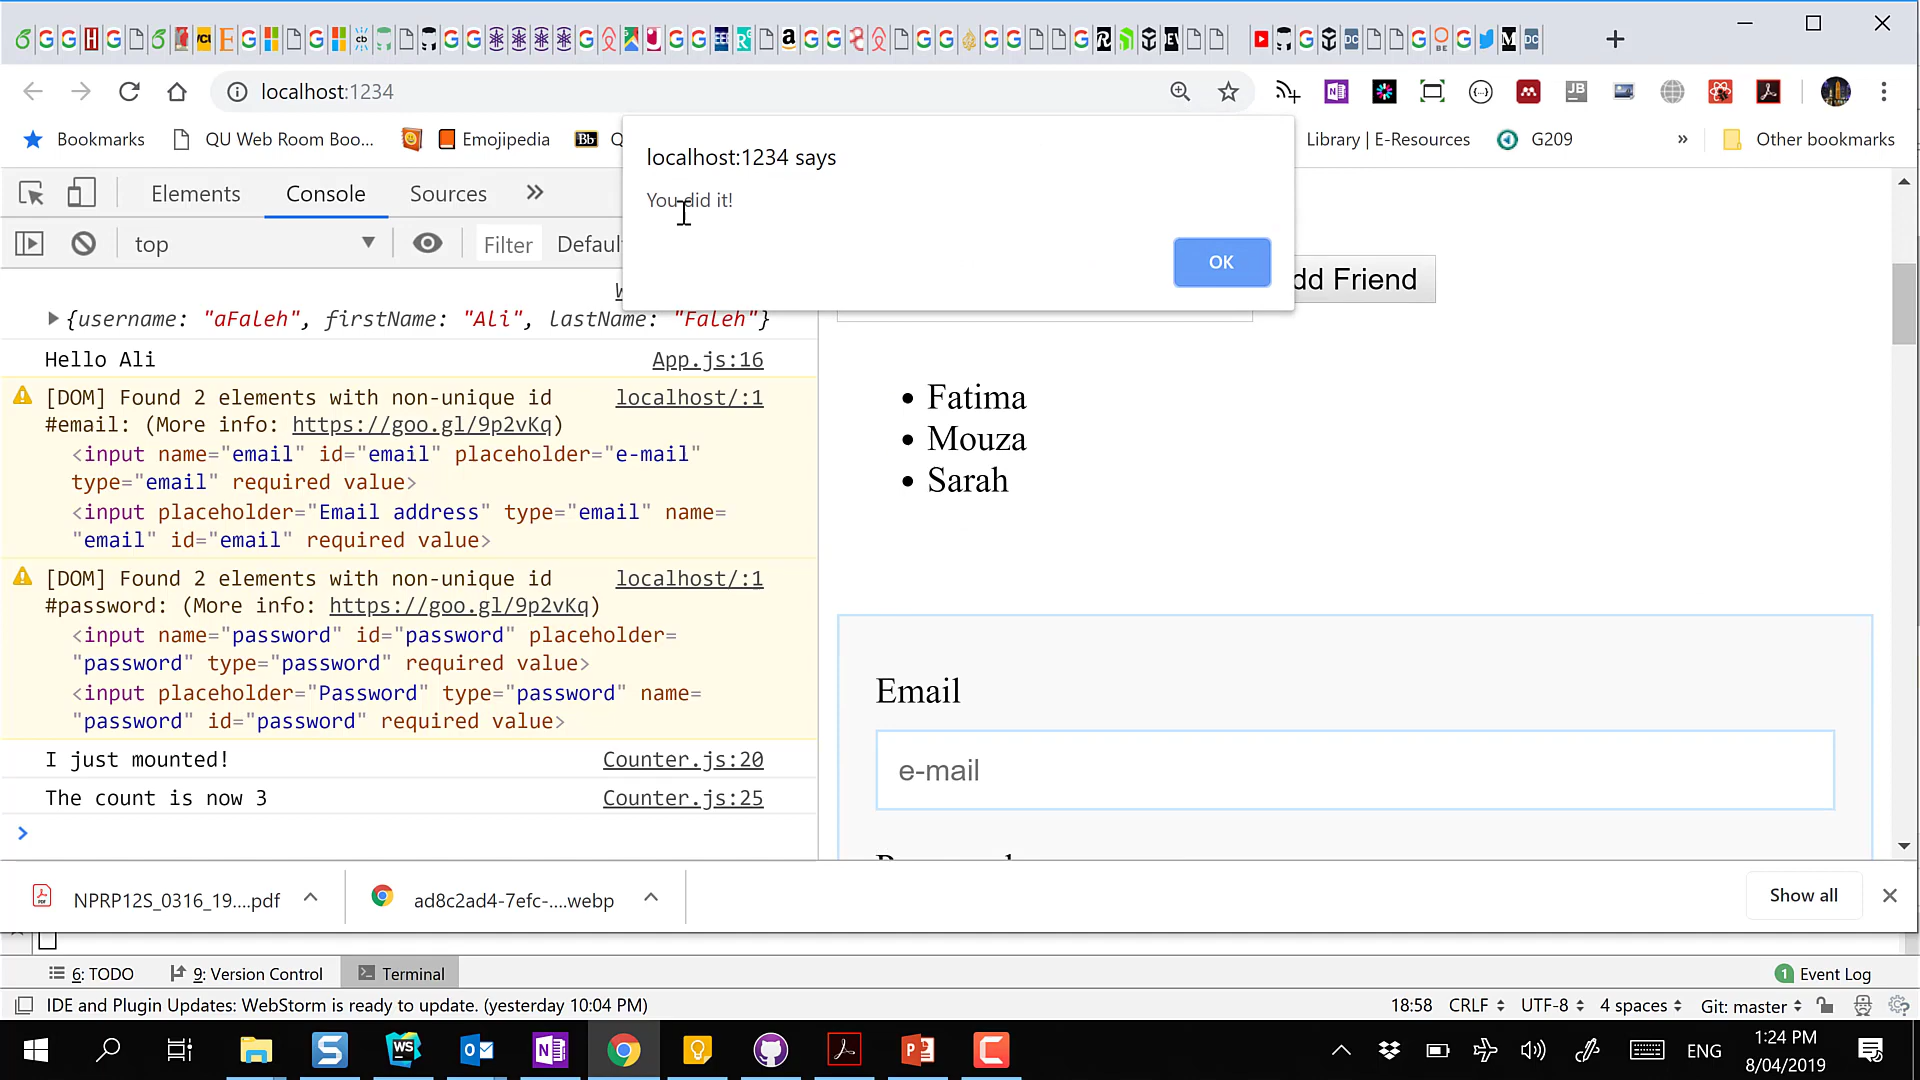 localhost:1234
Bookmarks
QU Web Room Boo...
Emojipedia
Bb
Q
Library | E-Resources
G209
»
Other bookmarks
localhost:1234 says
You did it!
OK
Elements
Console
Sources
»
top
Filter
Defau
dd Friend
{username: "aFaleh", firstName: "Ali", lastName: "Faleh"}
Hello Ali
App.js:16
[DOM] Found 2 elements with non-unique id
localhost/:1
#email: (More info: https://goo.gl/9p2vKq)
<input name="email" id="email" placeholder="e-mail"
type="email" required value>
<input placeholder="Email address" type="email" name=
"email" id="email" required value>
[DOM] Found 2 elements with non-unique id
localhost/:1
#password: (More info: https://goo.gl/9p2vKq)
<input name="password" id="password" placeholder=
"password" type="password" required value>
<input placeholder="Password" type="password" name=
"password" id="password" required value>
I just mounted!
Counter.js:20
The count is now 3
Counter.js:25
>
• Fatima
• Mouza
• Sarah
Email
e-mail
NPRP12S_0316_19....pdf
ad8c2ad4-7efc-....webp
Show all
6: TODO
9: Version Control
Terminal
1 Event Log
IDE and Plugin Updates: WebStorm is ready to update. (yesterday 10:04 PM)
18:58
CRLF
UTF-8
4 spaces
Git: master
ENG
1:24 PM
8/04/2019